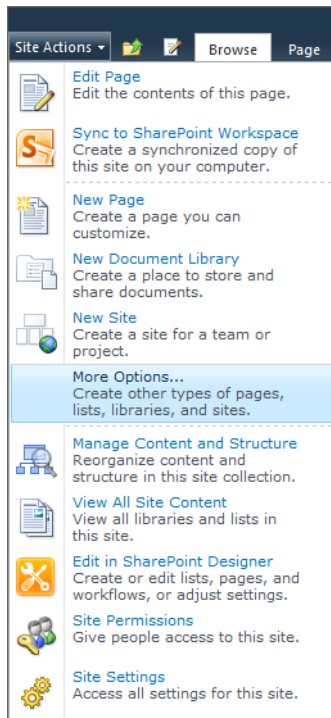 Site Actions Browse Page
Edit Page
Edit the contents of this page.
Sync to SharePoint Workspace
Create a synchronized copy of
this site on your computer.
New Page
Create a page you can
customize.
New Document Library
Create a place to store and
share documents.
New Site
Create a site for a team or
project.
More Options...
Create other types of pages,
lists, libraries, and sites.
Manage Content and Structure
Reorganize content and
structure in this site collection.
View All Site Content
View all libraries and lists in
this site.
Edit in SharePoint Designer
Create or edit lists, pages, and
workflows, or adjust settings.
Site Permissions
Give people access to this site.
Site Settings
Access all settings for this site.